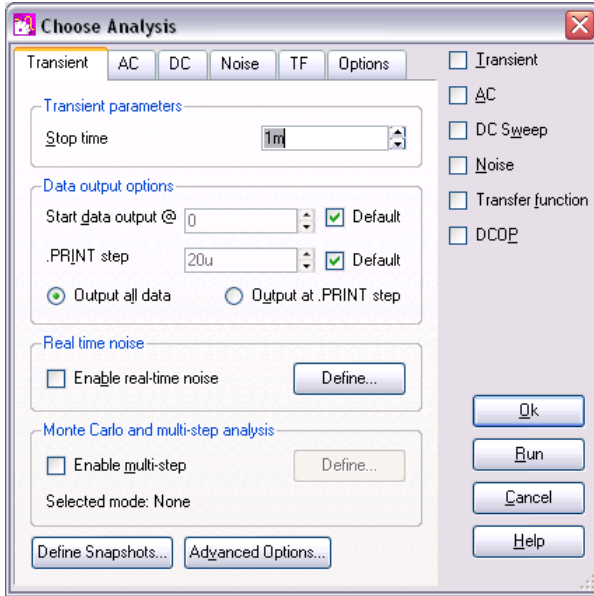 Choose Analysis
Transient AC DC Noise TF Options
Transient parameters
Stop time 1m
Data output options
Start data output @ 0 Default
.PRINT step 20u Default
Output all data Output at .PRINT step
Real time noise
Enable real-time noise Define...
Monte Carlo and multi-step analysis
Enable multi-step Define...
Selected mode: None
Define Snapshots... Advanced Options...
Transient
AC
DC Sweep
Noise
Transfer function
DCOP
Ok
Run
Cancel
Help